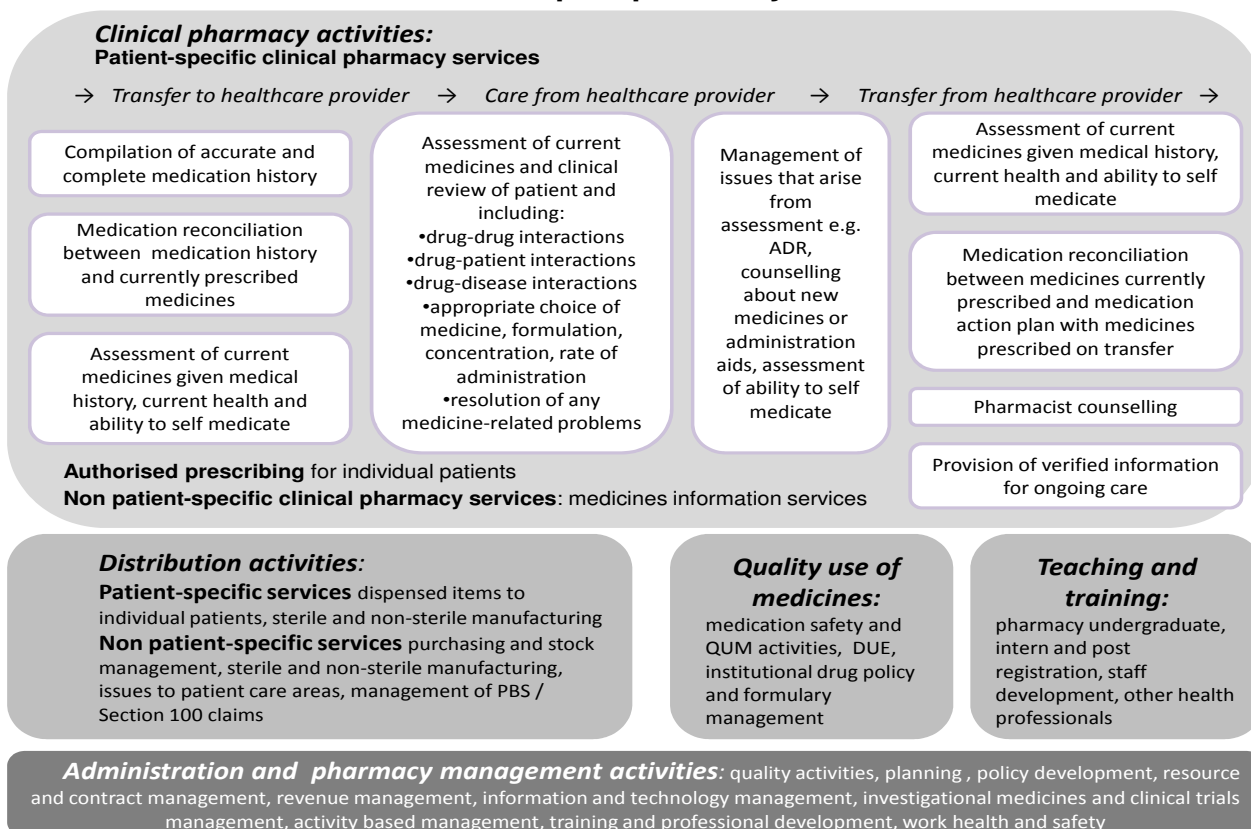 Clinical pharmacy activities:
Patient-specific clinical pharmacy services
→ Transfer to healthcare provider → Care from healthcare provider → Transfer from healthcare provider →
Compilation of accurate and
complete medication history
Medication reconciliation
between medication history
and currently prescribed
medicines
Assessment of current
medicines given medical
history, current health and
ability to self medicate
Assessment of current
medicines and clinical
review of patient and
including:
•drug-drug interactions
•drug-patient interactions
•drug-disease interactions
•appropriate choice of
medicine, formulation,
concentration, rate of
administration
•resolution of any
medicine-related problems
Management of
issues that arise
from
assessment e.g.
ADR,
counselling
about new
medicines or
administration
aids, assessment
of ability to self
medicate
Assessment of current
medicines given medical history,
current health and ability to self
medicate
Medication reconciliation
between medicines currently
prescribed and medication
action plan with medicines
prescribed on transfer
Pharmacist counselling
Provision of verified information
for ongoing care
Authorised prescribing for individual patients
Non patient-specific clinical pharmacy services: medicines information services
Distribution activities:
Patient-specific services dispensed items to
individual patients, sterile and non-sterile manufacturing
Non patient-specific services purchasing and stock
management, sterile and non-sterile manufacturing,
issues to patient care areas, management of PBS /
Section 100 claims
Quality use of
medicines:
medication safety and
QUM activities, DUE,
institutional drug policy
and formulary
management
Teaching and
training:
pharmacy undergraduate,
intern and post
registration, staff
development, other health
professionals
Administration and pharmacy management activities: quality activities, planning , policy development, resource
and contract management, revenue management, information and technology management, investigational medicines and clinical trials
management, activity based management, training and professional development, work health and safety